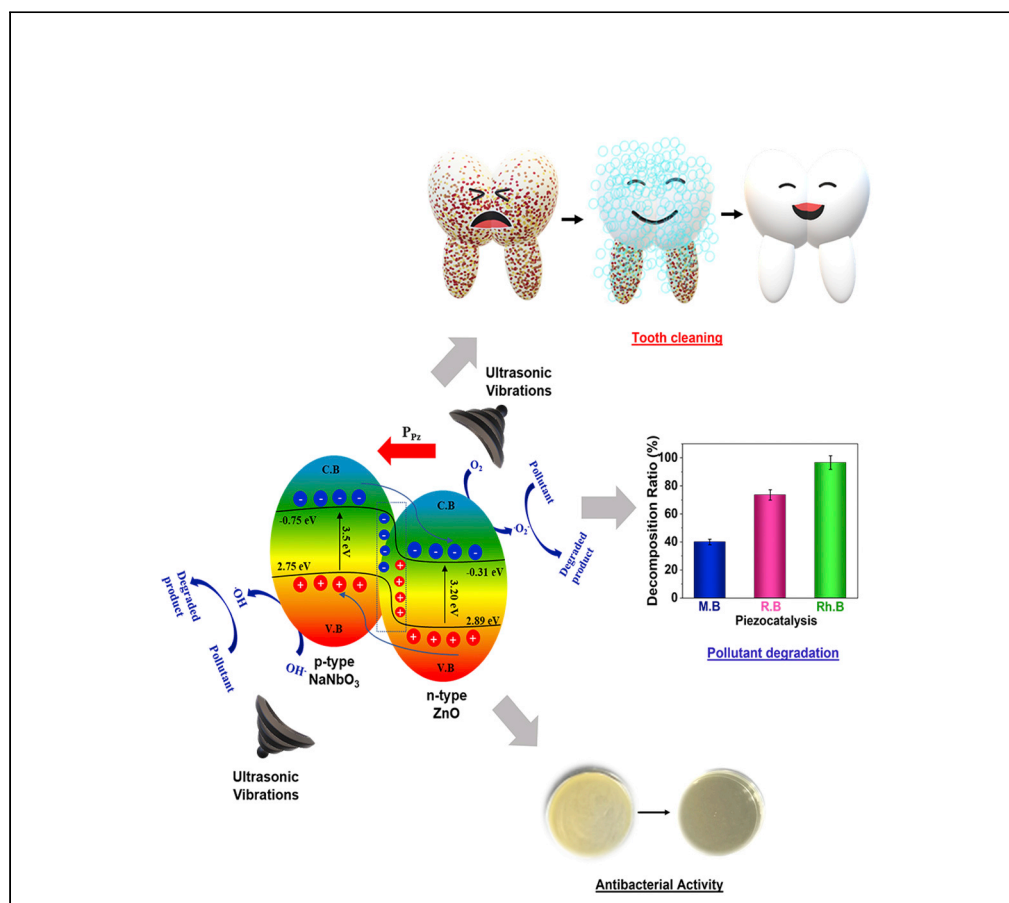 Tooth cleaning
Ultrasonic
Vibrations
P_Pz
C.B
-0.75 eV
3.5 eV
2.75 eV
V.B
p-type
NaNbO₃
C.B
-0.31 eV
3.20 eV
2.89 eV
V.B
n-type
ZnO
O₂
·O₂⁻
Pollutant
Degraded
product
Degraded
product
Pollutant
·OH
OH⁻
Ultrasonic
Vibrations
Decomposition Ratio (%)
100
80
60
40
20
0
M.B R.B Rh.B
Piezocatalysis
Pollutant degradation
Antibacterial Activity